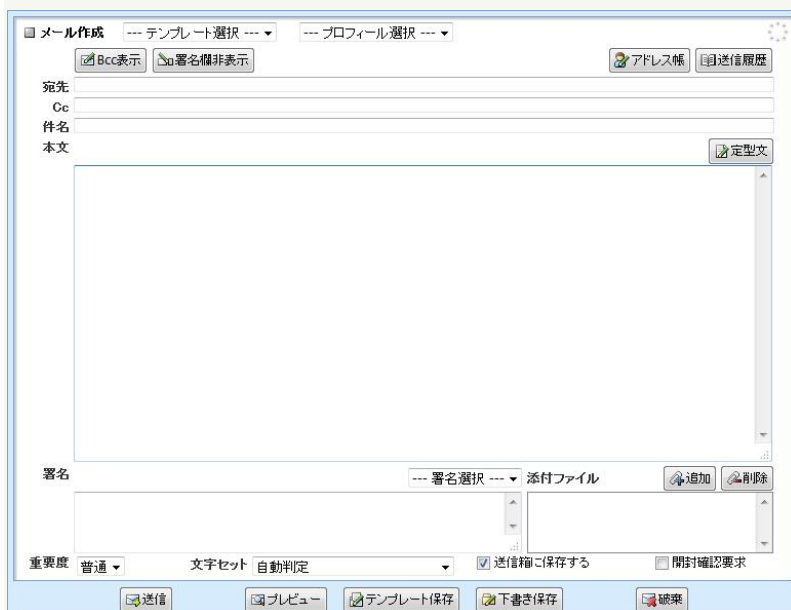 メール作成 --- テンプレート選択 --- --- プロフィール選択 ---
Bcc表示 署名欄非表示 アドレス帳 送信履歴
宛先
Cc
件名
本文 定型文
署名 --- 署名選択 --- 添付ファイル 追加 削除
重要度 普通 文字セット 自動判定 送信箱に保存する 開封確認要求
送信 プレビュー テンプレート保存 下書き保存 破棄